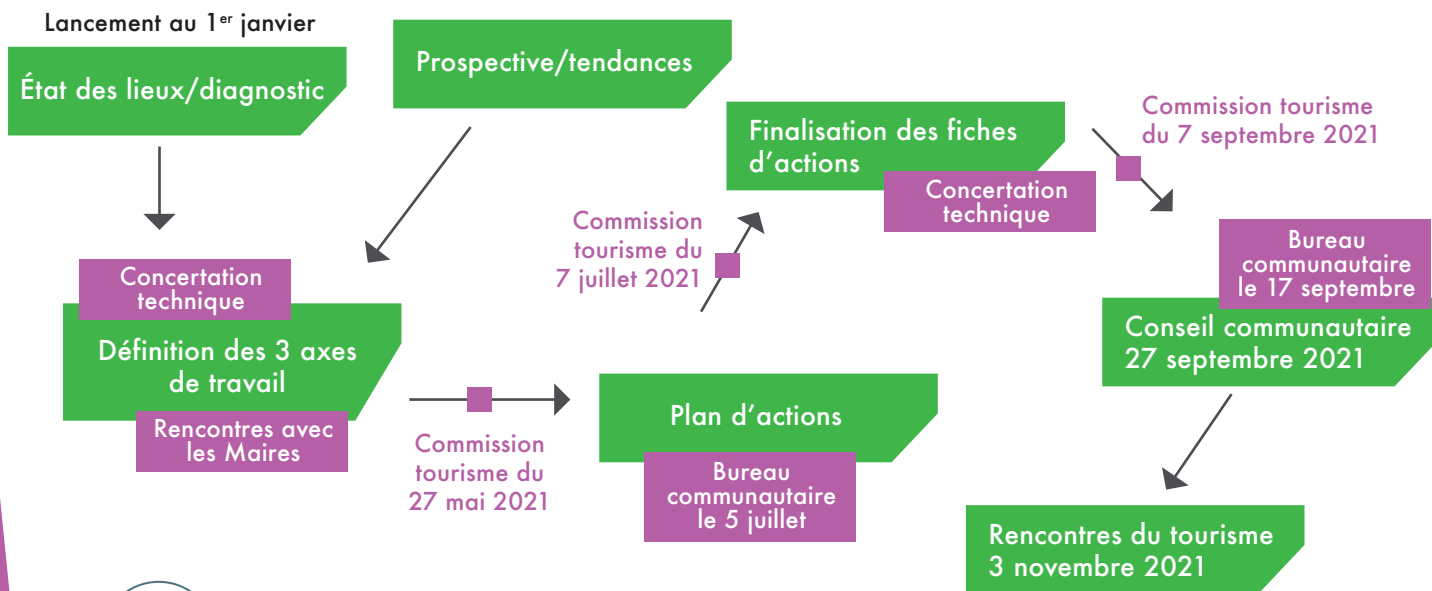 Lancement au 1er janvier
État des lieux/diagnostic
Prospective/tendances
Concertation
technique
Définition des 3 axes
de travail
Rencontres avec
les Maires
Commission
tourisme du
27 mai 2021
Plan d’actions
Bureau
communautaire
le 5 juillet
Commission
tourisme du
7 juillet 2021
Finalisation des fiches
d’actions
Concertation
technique
Commission tourisme
du 7 septembre 2021
Bureau
communautaire
le 17 septembre
Conseil communautaire
27 septembre 2021
Rencontres du tourisme
3 novembre 2021